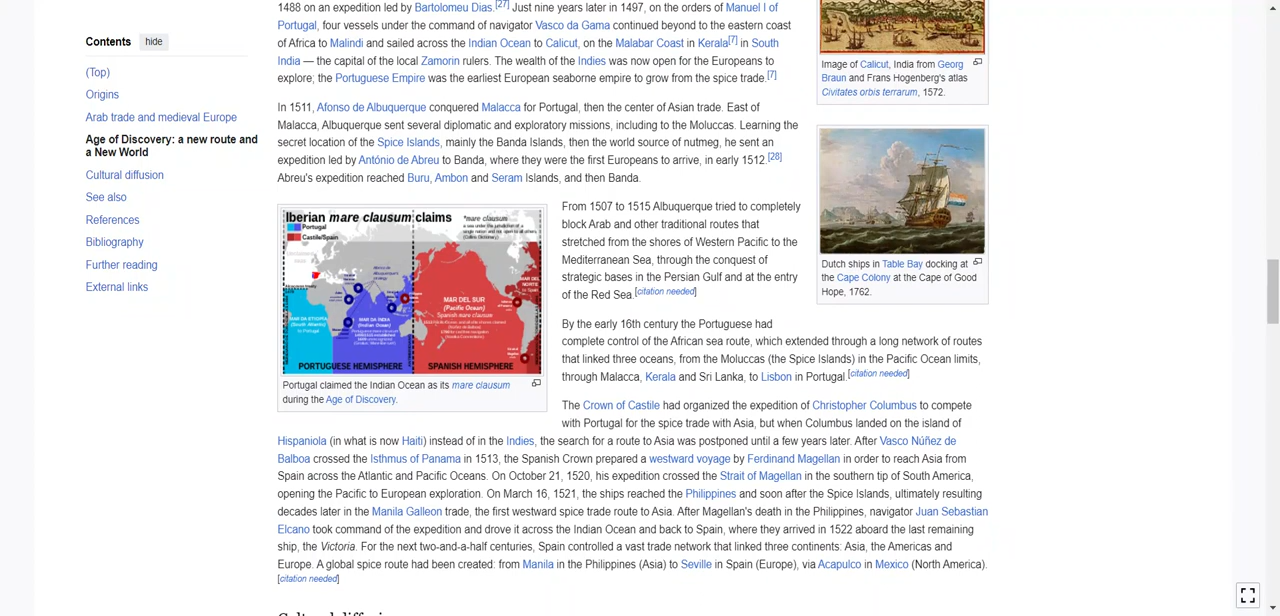 Contents hide
(Top)
Origins
Arab trade and medieval Europe
Age of Discovery: a new route and
a New World
Cultural diffusion
See also
References
Bibliography
Further reading
External links
1488 on an expedition led by Bartolomeu Dias.[27] Just nine years later in 1497, on the orders of Manuel I of
Portugal, four vessels under the command of navigator Vasco da Gama continued beyond to the eastern coast
of Africa to Malindi and sailed across the Indian Ocean to Calicut, on the Malabar Coast in Kerala[7] in South
India — the capital of the local Zamorin rulers. The wealth of the Indies was now open for the Europeans to
explore; the Portuguese Empire was the earliest European seaborne empire to grow from the spice trade.[7]
In 1511, Afonso de Albuquerque conquered Malacca for Portugal, then the center of Asian trade. East of
Malacca, Albuquerque sent several diplomatic and exploratory missions, including to the Moluccas. Learning the
secret location of the Spice Islands, mainly the Banda Islands, then the world source of nutmeg, he sent an
expedition led by António de Abreu to Banda, where they were the first Europeans to arrive, in early 1512.[28]
Abreu's expedition reached Buru, Ambon and Seram Islands, and then Banda.
Iberian mare clausum claims
Portugal
Castile/Spain
*mare clausum
MAR DEL SUR
(Pacific Ocean)
Spanish mare clausum
MAR DA ÍNDIA
(Indian Ocean)
PORTUGUESE HEMISPHERE
SPANISH HEMISPHERE
Portugal claimed the Indian Ocean as its mare clausum
during the Age of Discovery.
From 1507 to 1515 Albuquerque tried to completely
block Arab and other traditional routes that
stretched from the shores of Western Pacific to the
Mediterranean Sea, through the conquest of
strategic bases in the Persian Gulf and at the entry
of the Red Sea.[citation needed]
By the early 16th century the Portuguese had
complete control of the African sea route, which extended through a long network of routes
that linked three oceans, from the Moluccas (the Spice Islands) in the Pacific Ocean limits,
through Malacca, Kerala and Sri Lanka, to Lisbon in Portugal.[citation needed]
The Crown of Castile had organized the expedition of Christopher Columbus to compete
with Portugal for the spice trade with Asia, but when Columbus landed on the island of
Hispaniola (in what is now Haiti) instead of in the Indies, the search for a route to Asia was postponed until a few years later. After Vasco Núñez de
Balboa crossed the Isthmus of Panama in 1513, the Spanish Crown prepared a westward voyage by Ferdinand Magellan in order to reach Asia from
Spain across the Atlantic and Pacific Oceans. On October 21, 1520, his expedition crossed the Strait of Magellan in the southern tip of South America,
opening the Pacific to European exploration. On March 16, 1521, the ships reached the Philippines and soon after the Spice Islands, ultimately resulting
decades later in the Manila Galleon trade, the first westward spice trade route to Asia. After Magellan's death in the Philippines, navigator Juan Sebastian
Elcano took command of the expedition and drove it across the Indian Ocean and back to Spain, where they arrived in 1522 aboard the last remaining
ship, the Victoria. For the next two-and-a-half centuries, Spain controlled a vast trade network that linked three continents: Asia, the Americas and
Europe. A global spice route had been created: from Manila in the Philippines (Asia) to Seville in Spain (Europe), via Acapulco in Mexico (North America).
[citation needed]
Image of Calicut, India from Georg
Braun and Frans Hogenberg's atlas
Civitates orbis terrarum, 1572.
Dutch ships in Table Bay docking at
the Cape Colony at the Cape of Good
Hope, 1762.